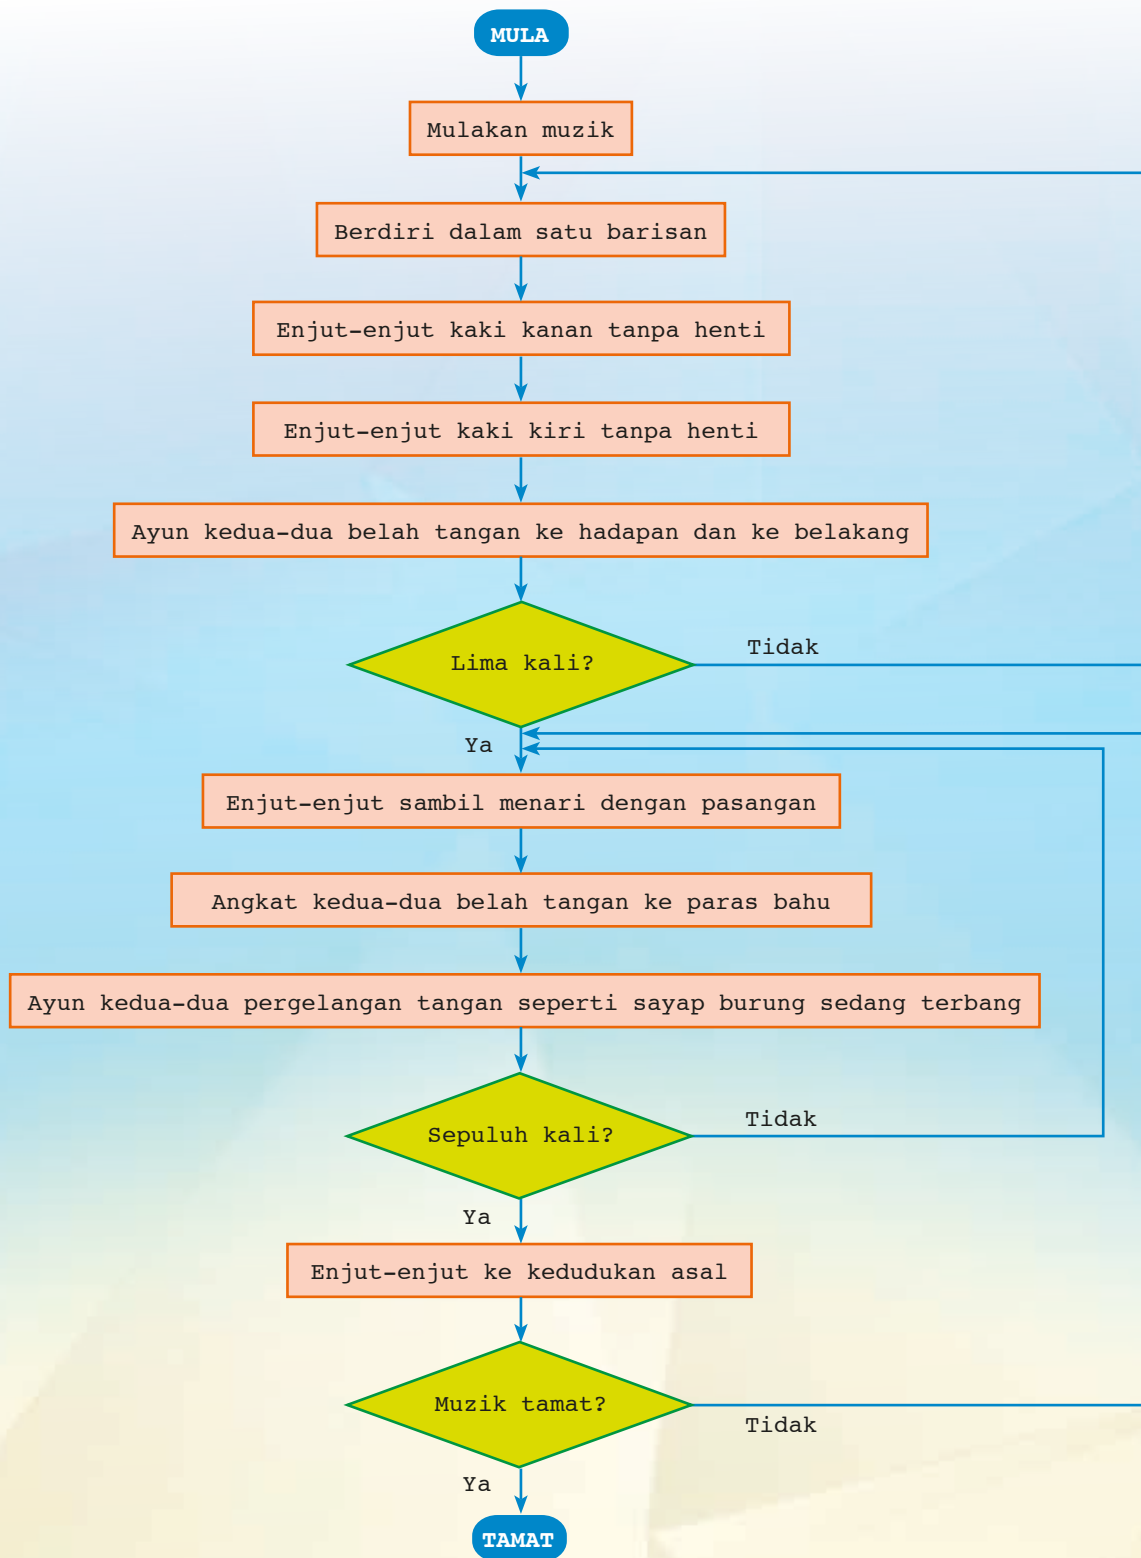 MULA
Mulakan muzik
Berdiri dalam satu barisan
Enjut-enjut kaki kanan tanpa henti
Enjut-enjut kaki kiri tanpa henti
Ayun kedua-dua belah tangan ke hadapan dan ke belakang
Lima kali?
Tidak
Ya
Enjut-enjut sambil menari dengan pasangan
Angkat kedua-dua belah tangan ke paras bahu
Ayun kedua-dua pergelangan tangan seperti sayap burung sedang terbang
Sepuluh kali?
Tidak
Ya
Enjut-enjut ke kedudukan asal
Muzik tamat?
Tidak
Ya
TAMAT